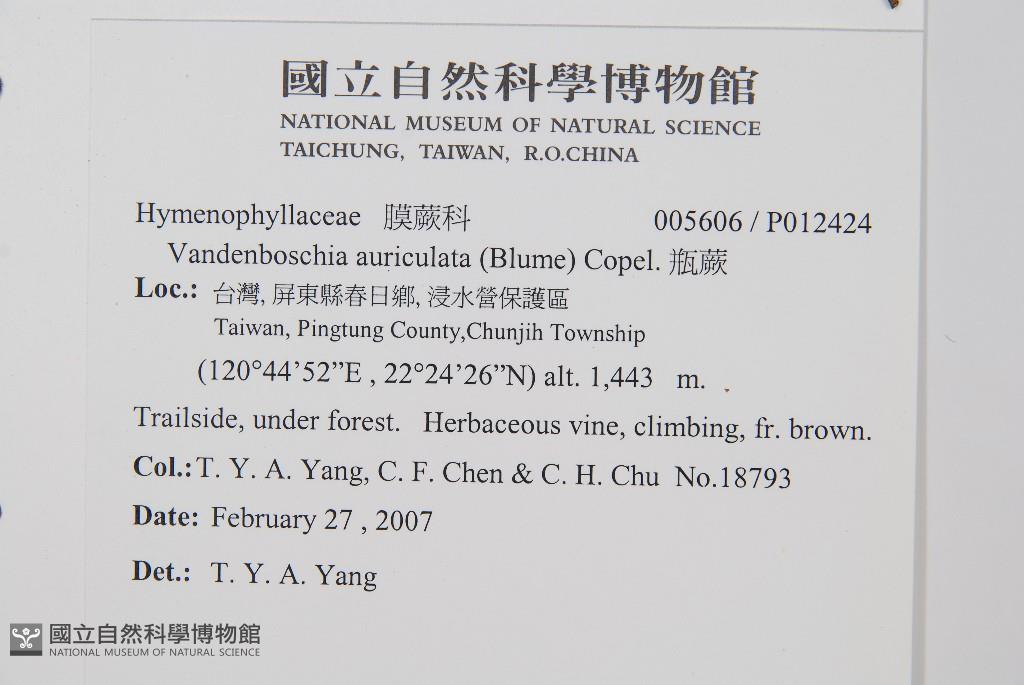 國立自然科學博物館
NATIONAL MUSEUM OF NATURAL SCIENCE
TAICHUNG, TAIWAN, R.O.CHINA
Hymenophyllaceae 膜蕨科 005606 / P012424
Vandenboschia auriculata (Blume) Copel. 瓶蕨
Loc.: 台灣, 屏東縣春日鄉, 浸水營保護區
Taiwan, Pingtung County,Chunjih Township
(120°44’52”E , 22°24’26”N) alt. 1,443 m.
Trailside, under forest. Herbaceous vine, climbing, fr. brown.
Col.:T. Y. A. Yang, C. F. Chen & C. H. Chu No.18793
Date: February 27 , 2007
Det.: T. Y. A. Yang
國立自然科學博物館
NATIONAL MUSEUM OF NATURAL SCIENCE